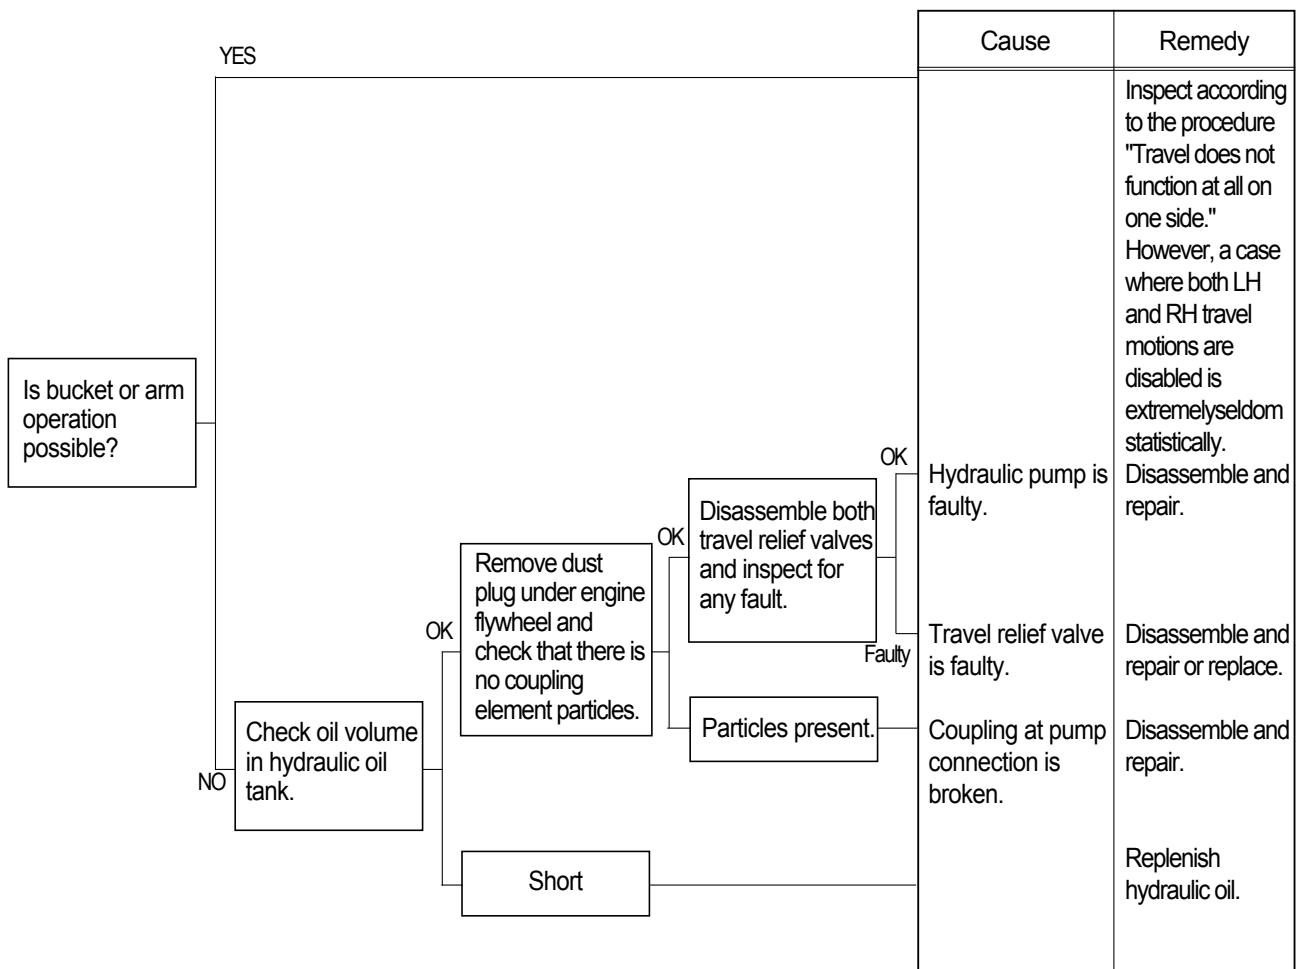 Cause
Remedy
YES
Inspect according
to the procedure
"Travel does not
function at all on
one side."
However, a case
where both LH
and RH travel
motions are
disabled is
extremelyseldom
statistically.
Is bucket or arm
operation
possible?
OK
Hydraulic pump is
faulty.
Disassemble and
repair.
Disassemble both
travel relief valves
and inspect for
any fault.
OK
Remove dust
plug under engine
flywheel and
check that there is
no coupling
element particles.
OK
Faulty
Travel relief valve
is faulty.
Disassemble and
repair or replace.
Particles present.
Coupling at pump
connection is
broken.
Disassemble and
repair.
NO
Check oil volume
in hydraulic oil
tank.
Short
Replenish
hydraulic oil.